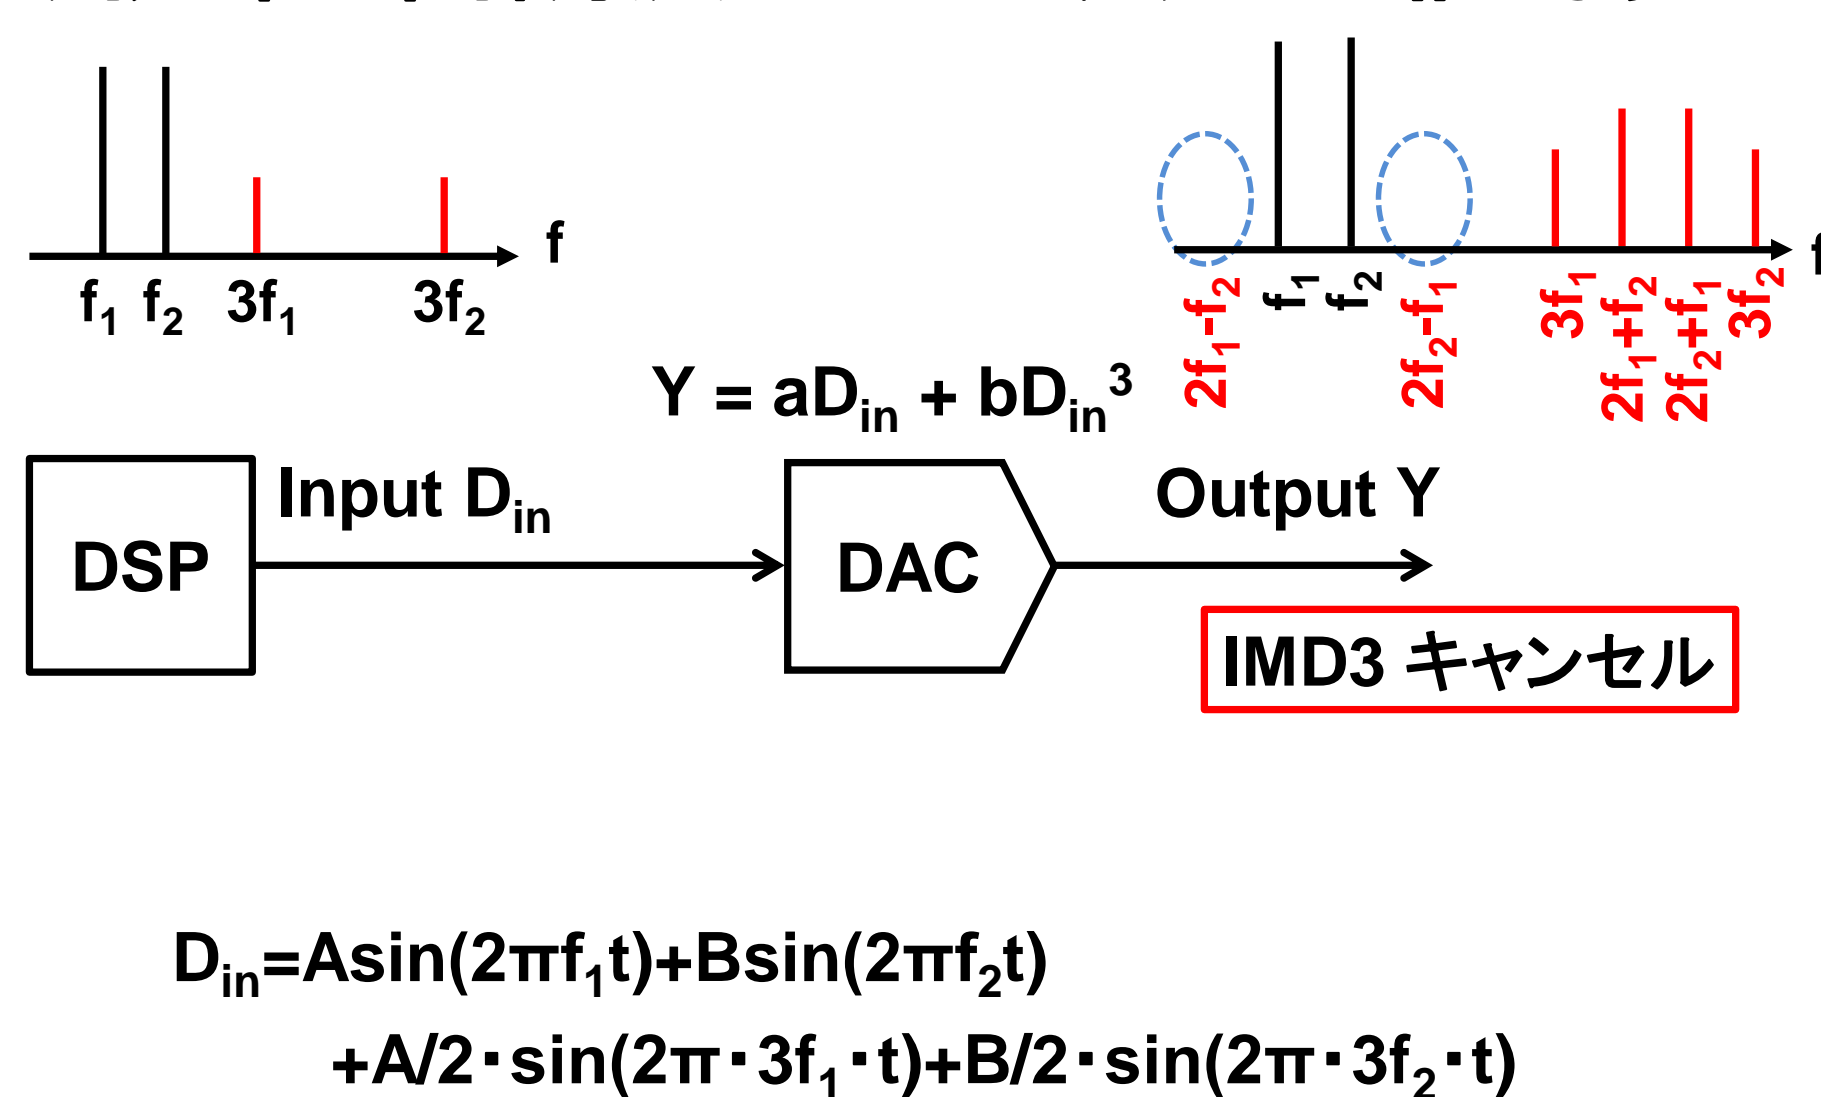 f
f₁ f₂ 3f₁ 3f₂
f
2f₁-f₂ f₁ f₂ 2f₂-f₁ 3f₁ 2f₁+f₂ 2f₂+f₁ 3f₂
Y = aDᵢₙ + bDᵢₙ³
Input Dᵢₙ
Output Y
DSP
DAC
IMD3 キャンセル
Dᵢₙ=Asin(2πf₁t)+Bsin(2πf₂t)
+A/2・sin(2π・3f₁・t)+B/2・sin(2π・3f₂・t)